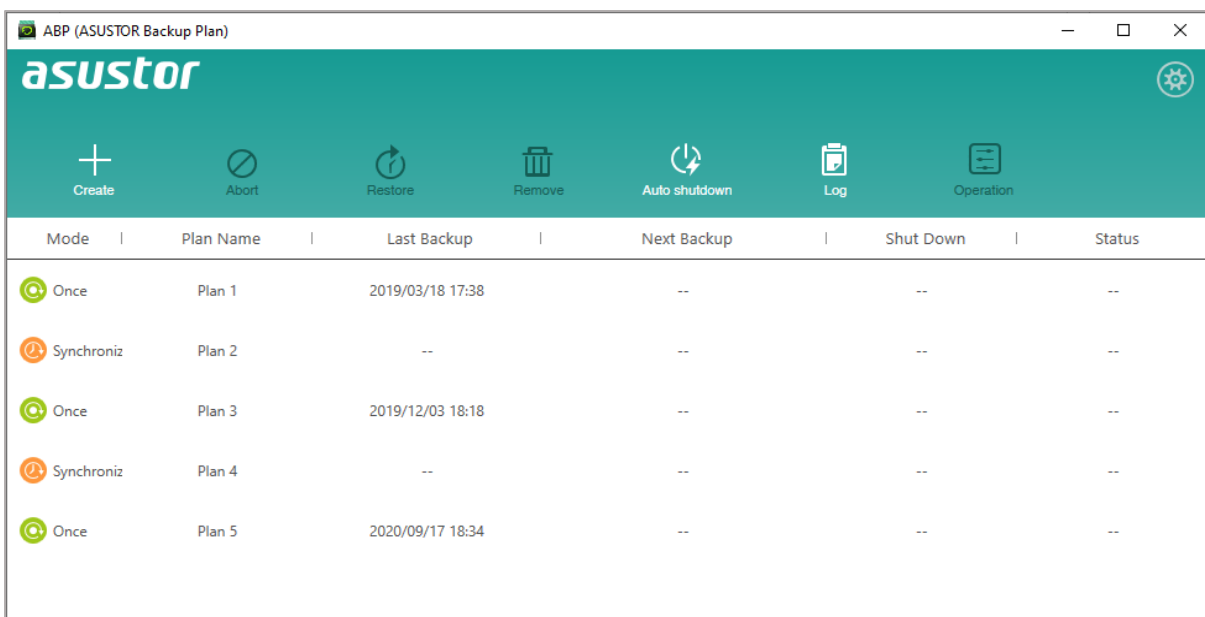 ABP (ASUSTOR Backup Plan)
asustor
Create Abort Restore Remove Auto shutdown Log Operation
Mode Plan Name Last Backup Next Backup Shut Down Status
Once Plan 1 2019/03/18 17:38 -- -- --
Synchroniz Plan 2 -- -- -- --
Once Plan 3 2019/12/03 18:18 -- -- --
Synchroniz Plan 4 -- -- -- --
Once Plan 5 2020/09/17 18:34 -- -- --